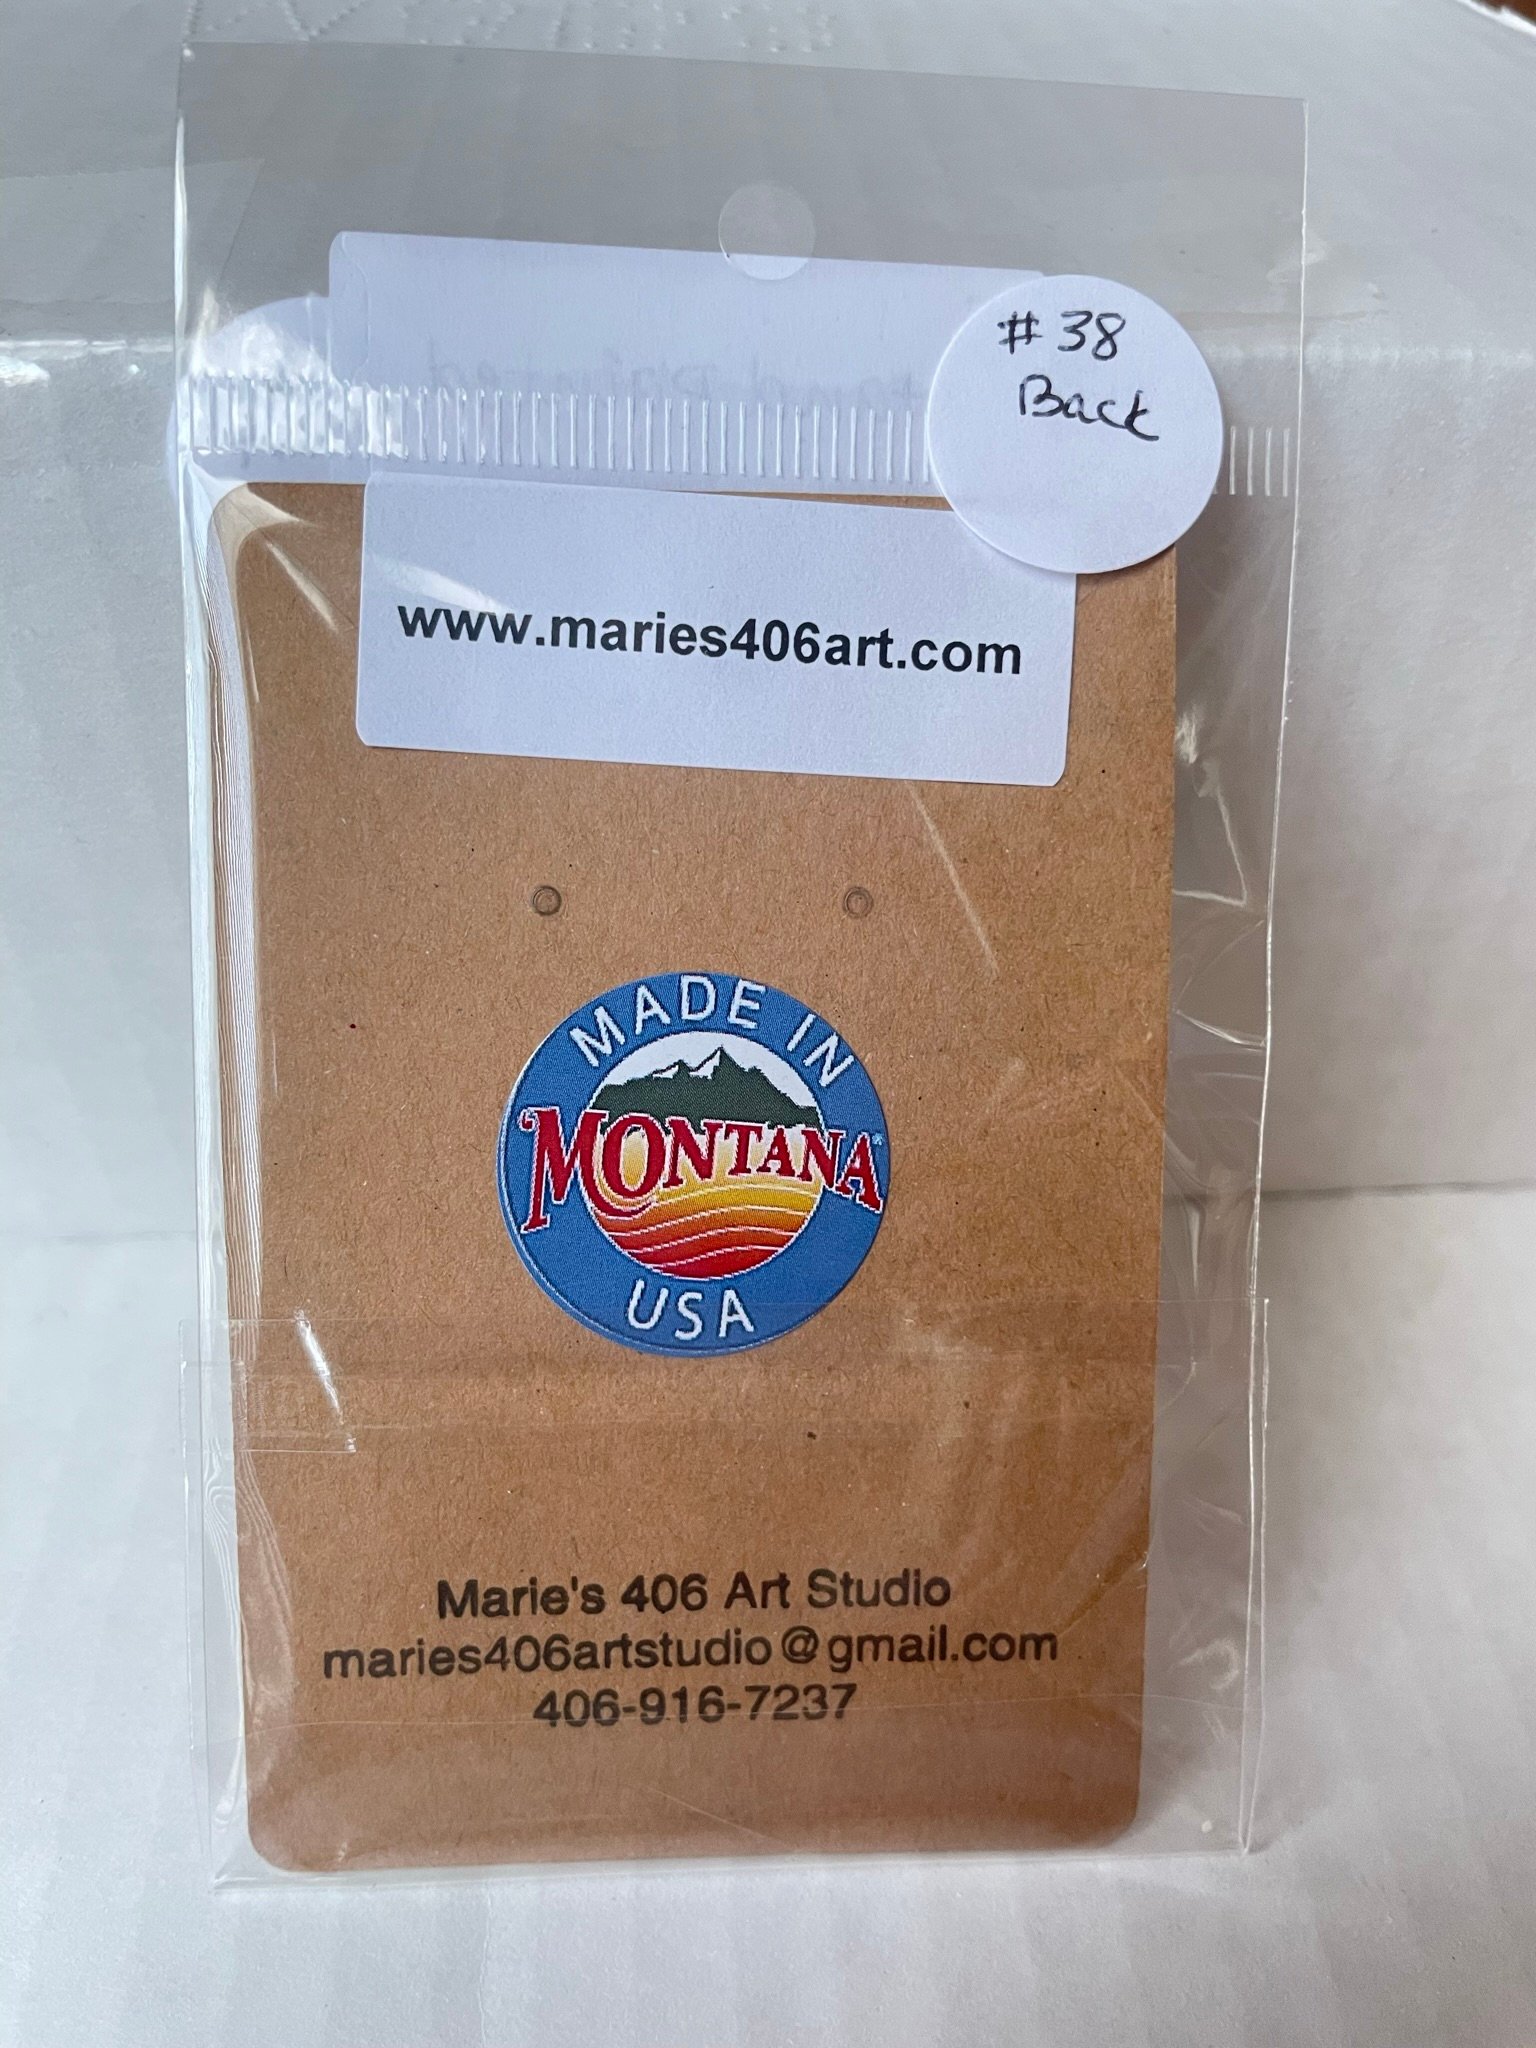 #38
Back
www.maries406art.com
MADE IN
MONTANA
USA
Marie's 406 Art Studio
maries406artstudio@gmail.com
406-916-7237